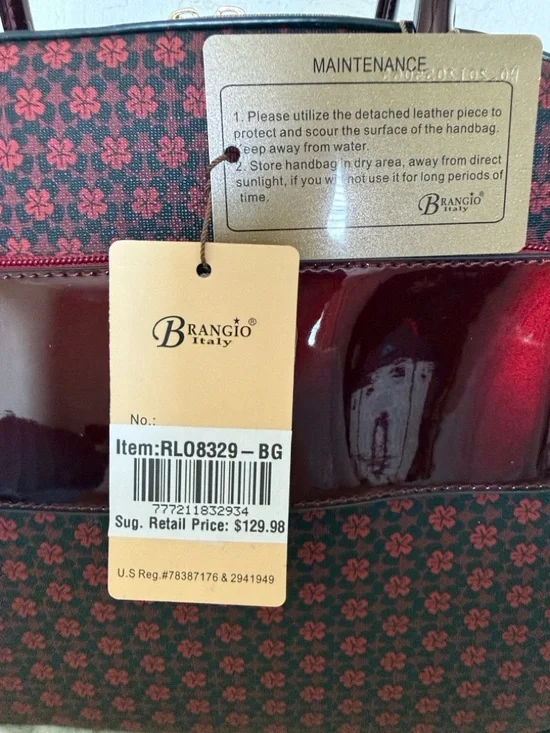 MAINTENANCE
1. Please utilize the detached leather piece to
protect and scour the surface of the handbag.
eep away from water.
2. Store handbag in dry area, away from direct
sunlight, if you will not use it for long periods of
time.
BRANGIO®
Italy
BRANGIO®
Italy
No.:
Item:RLO8329-BG
777211832934
Sug. Retail Price: $129.98
U.S Reg.#78387176 & 2941949